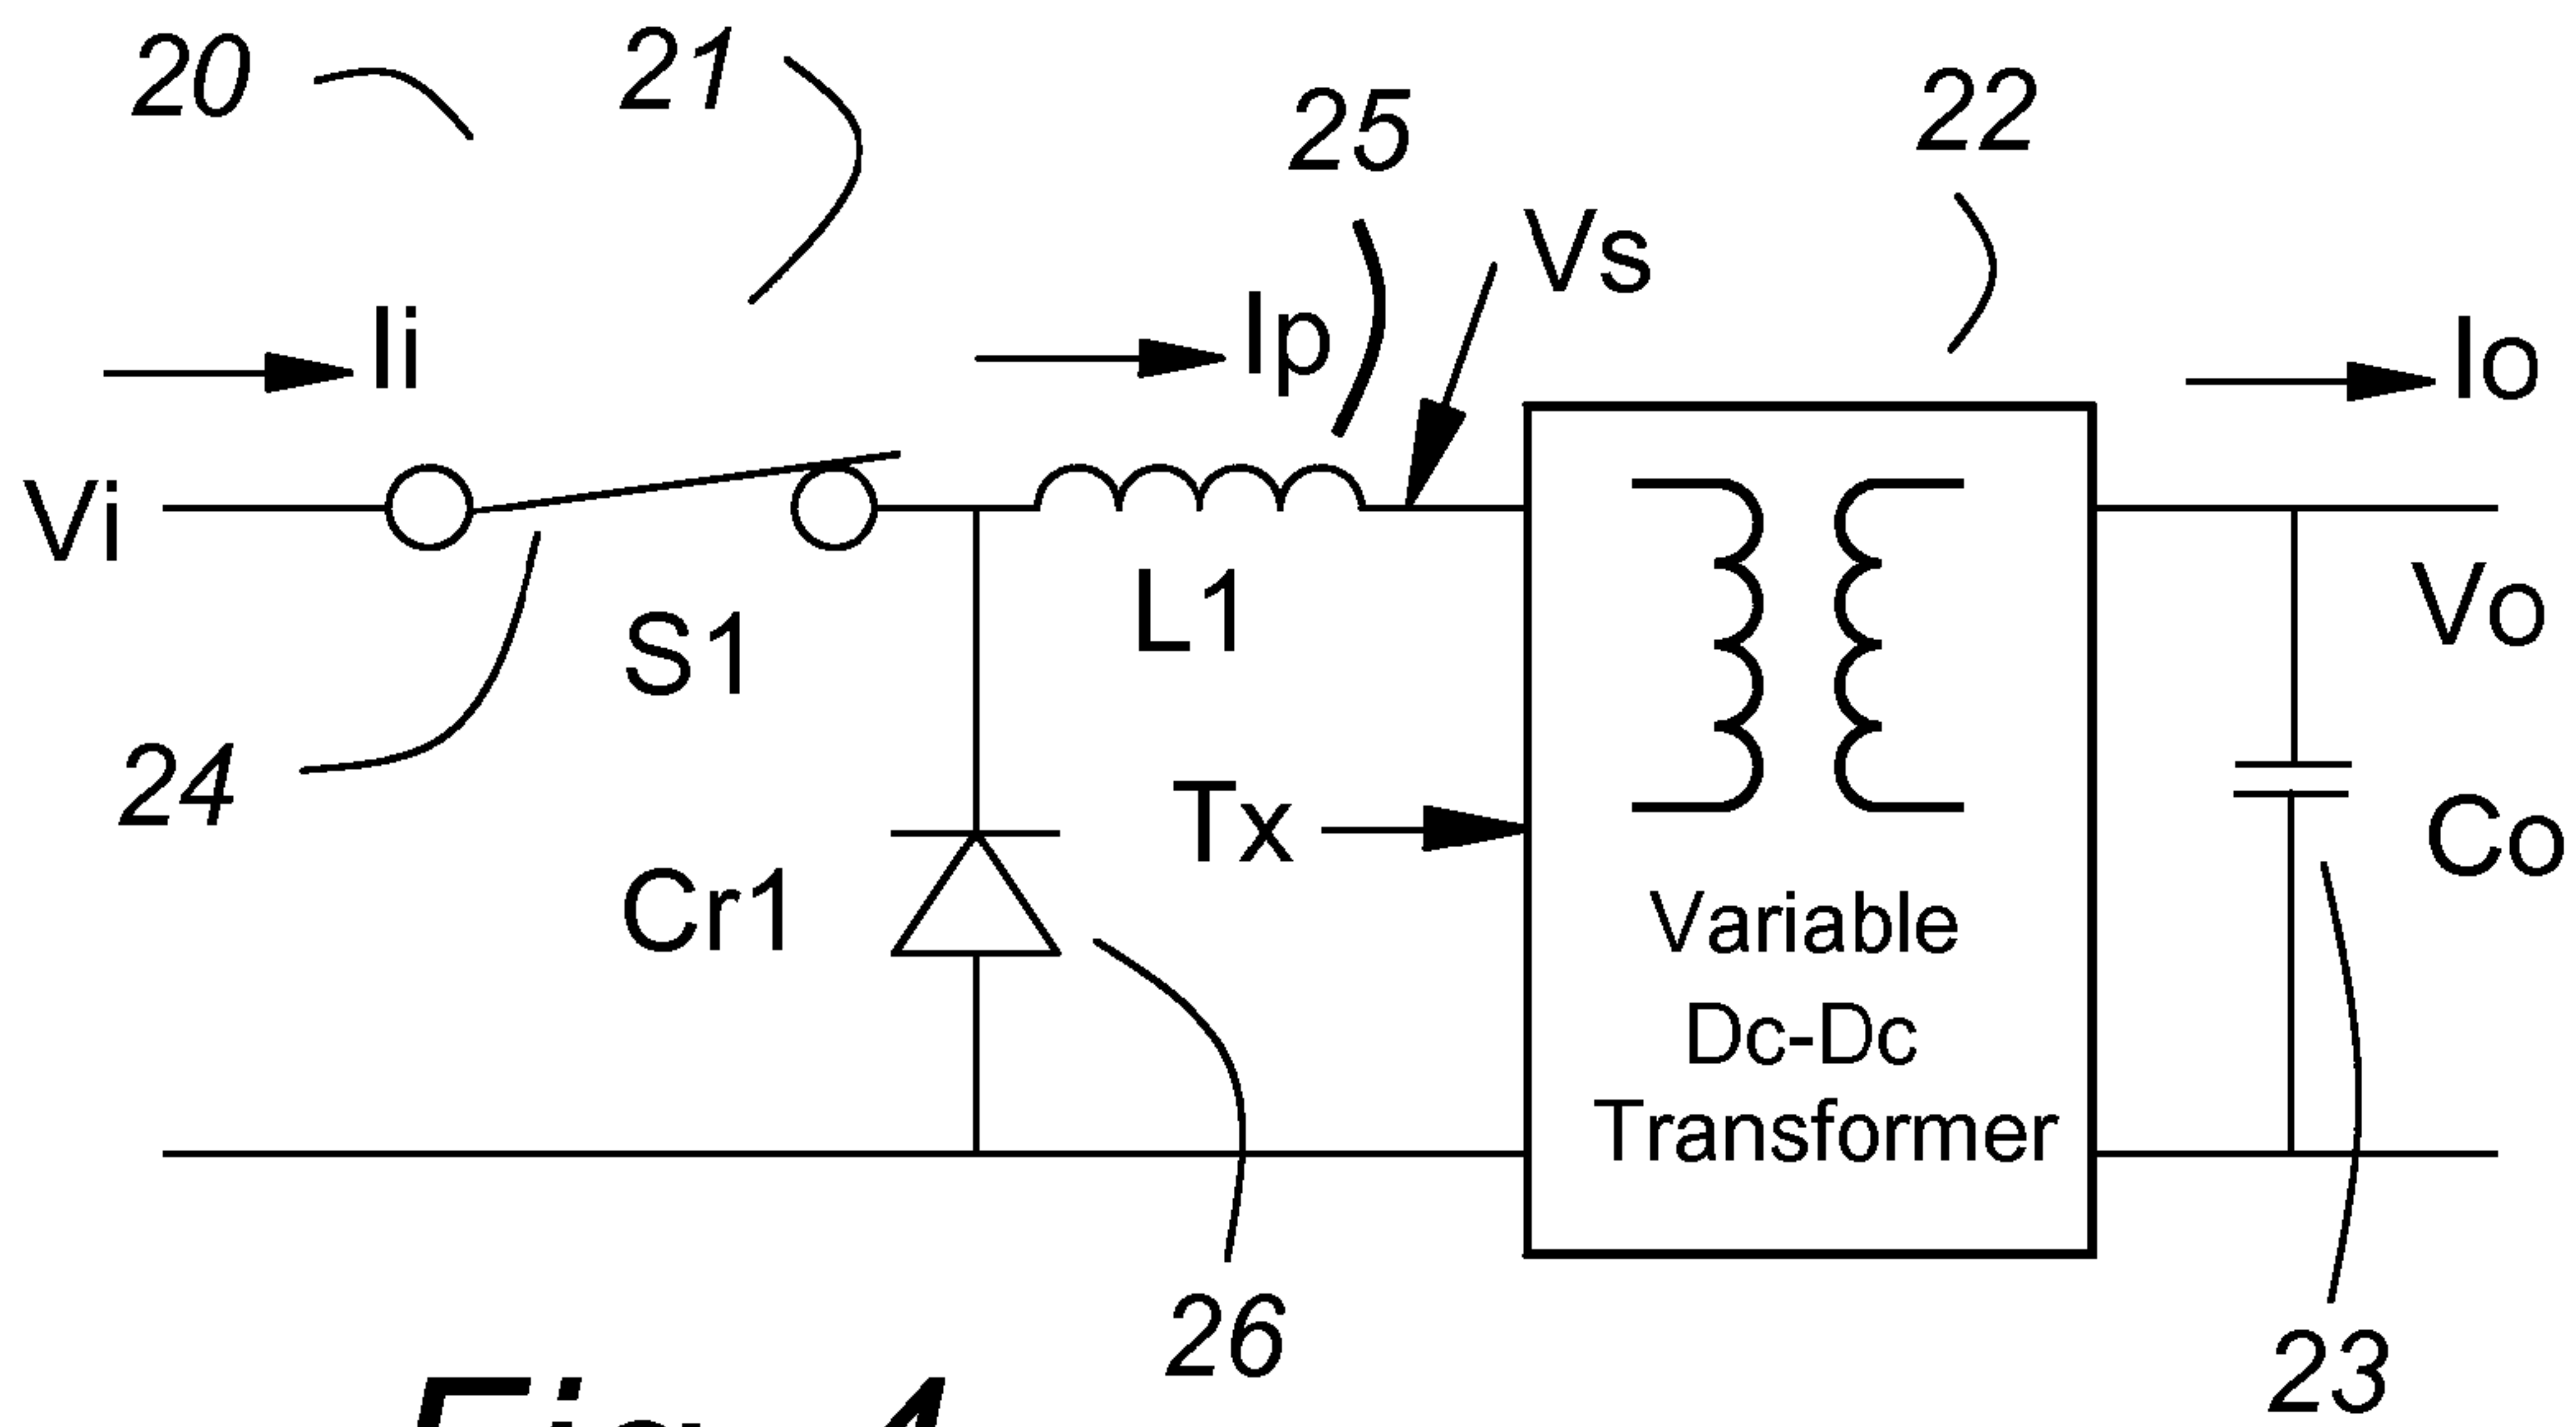 20
21
25
22
Vs
Ii
Ip
Io
Vi
S1
L1
Vo
24
Tx
Co
Cr1
Variable
Dc-Dc
Transformer
26
23